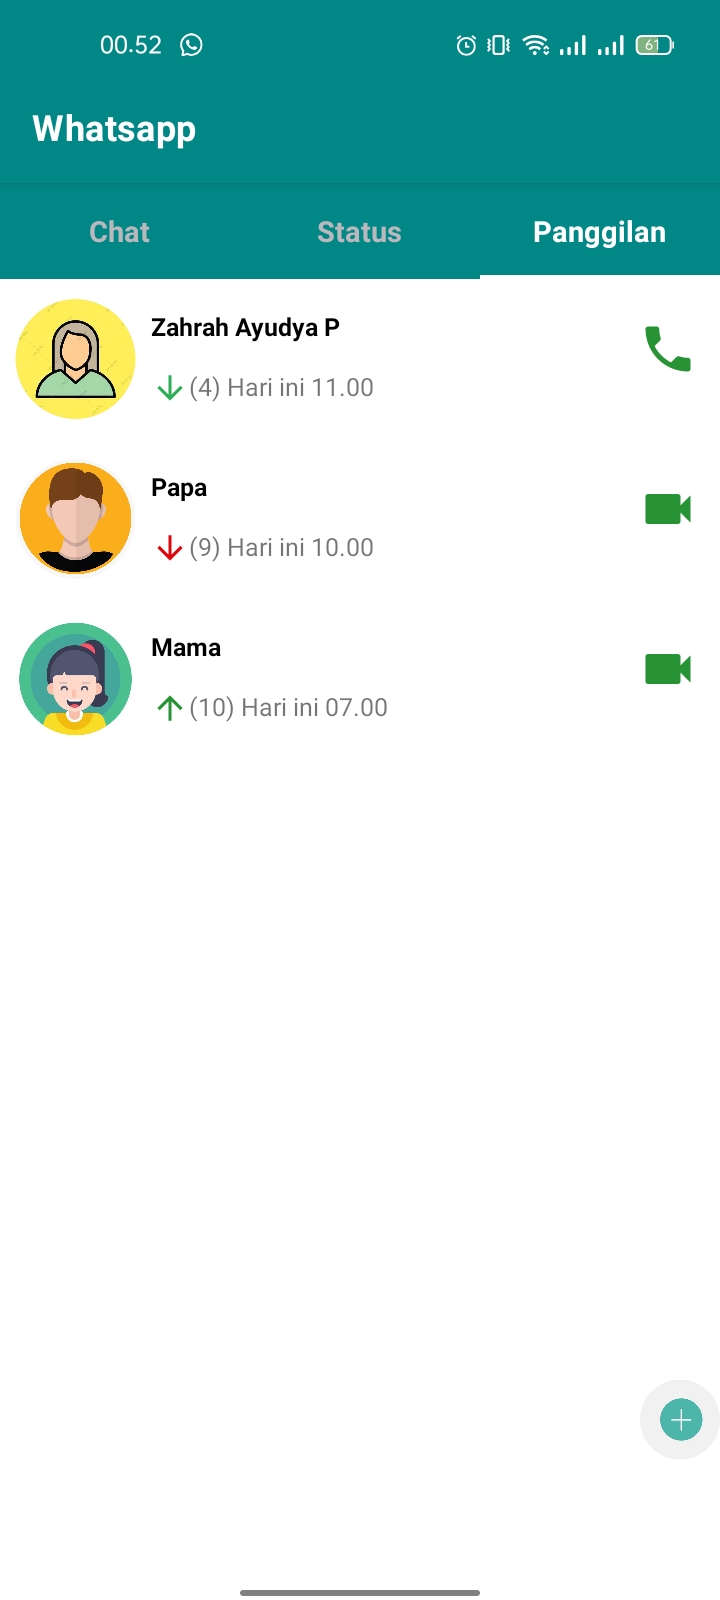 00.52
61
Whatsapp
Chat Status Panggilan
Zahrah Ayudya P
(4) Hari ini 11.00
Papa
(9) Hari ini 10.00
Mama
(10) Hari ini 07.00